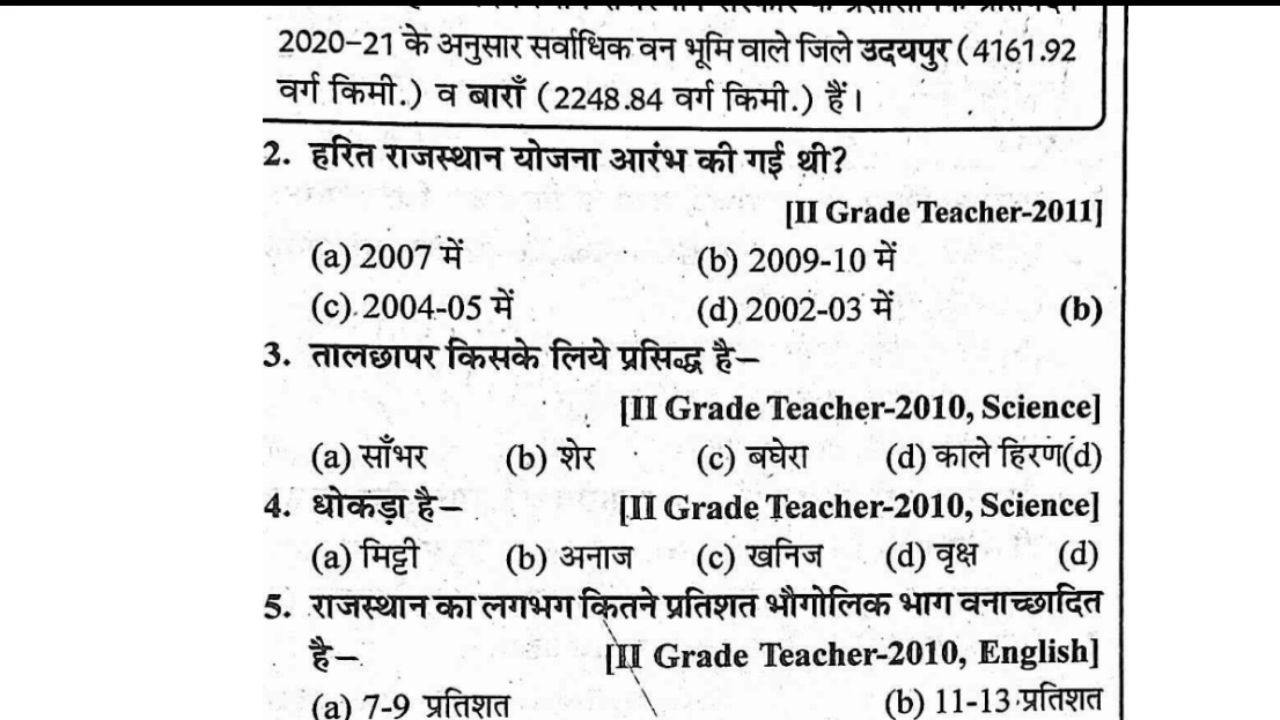 2020-21 के अनुसार सर्वाधिक वन भूमि वाले जिले उदयपुर (4161.92
वर्ग किमी.) व बाराँ (2248.84 वर्ग किमी.) हैं।
2. हरित राजस्थान योजना आरंभ की गई थी?
[II Grade Teacher-2011]
(a) 2007 में (b) 2009-10 में
(c) 2004-05 में (d) 2002-03 में (b)
3. तालछापर किसके लिये प्रसिद्ध है–
[II Grade Teacher-2010, Science]
(a) साँभर (b) शेर (c) बघेरा (d) काले हिरण(d)
4. धोकड़ा है– [II Grade Teacher-2010, Science]
(a) मिट्टी (b) अनाज (c) खनिज (d) वृक्ष (d)
5. राजस्थान का लगभग कितने प्रतिशत भौगोलिक भाग वनाच्छादित
है– [II Grade Teacher-2010, English]
(a) 7-9 प्रतिशत (b) 11-13 प्रतिशत